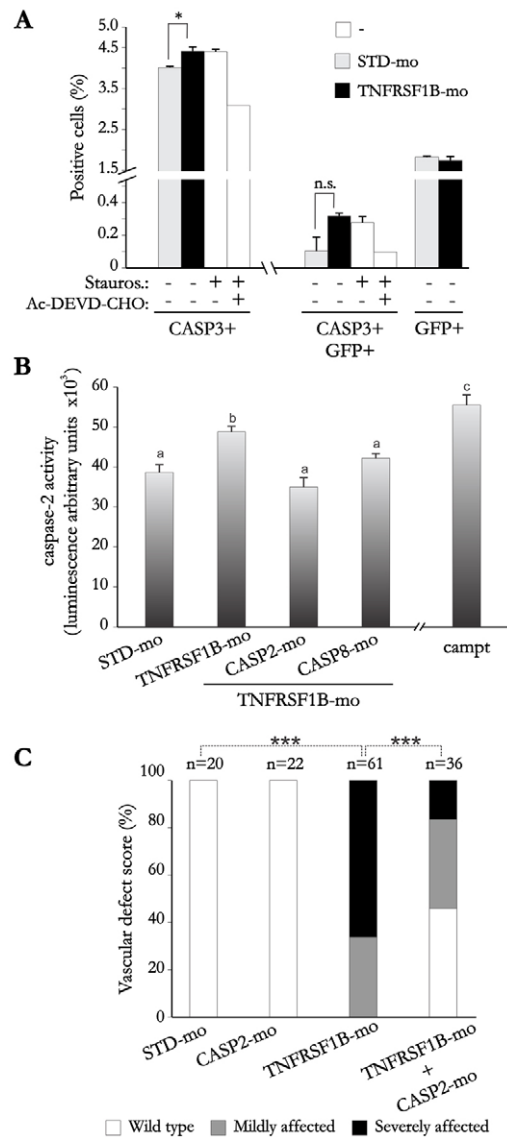 A
*
-
STD-mo
TNFRSF1B-mo
Positive cells (%)
4.5
3.5
2.5
1.5
0.4
0.2
0
n.s.
Stauros.: - - + + - - + + - -
Ac-DEVD-CHO: - - - + - - - + - -
CASP3+
CASP3+
GFP+
GFP+
B
caspase-2 activity
(luminescence arbitrary units x10³)
60
50
40
30
20
10
0
a
b
a
a
c
STD-mo
TNFRSF1B-mo
CASP2-mo
CASP8-mo
campt
TNFRSF1B-mo
C
***
***
n=20
n=22
n=61
n=36
Vascular defect score (%)
100
80
60
40
20
0
STD-mo
CASP2-mo
TNFRSF1B-mo
TNFRSF1B-mo
+
CASP2-mo
Wild type
Mildly affected
Severely affected